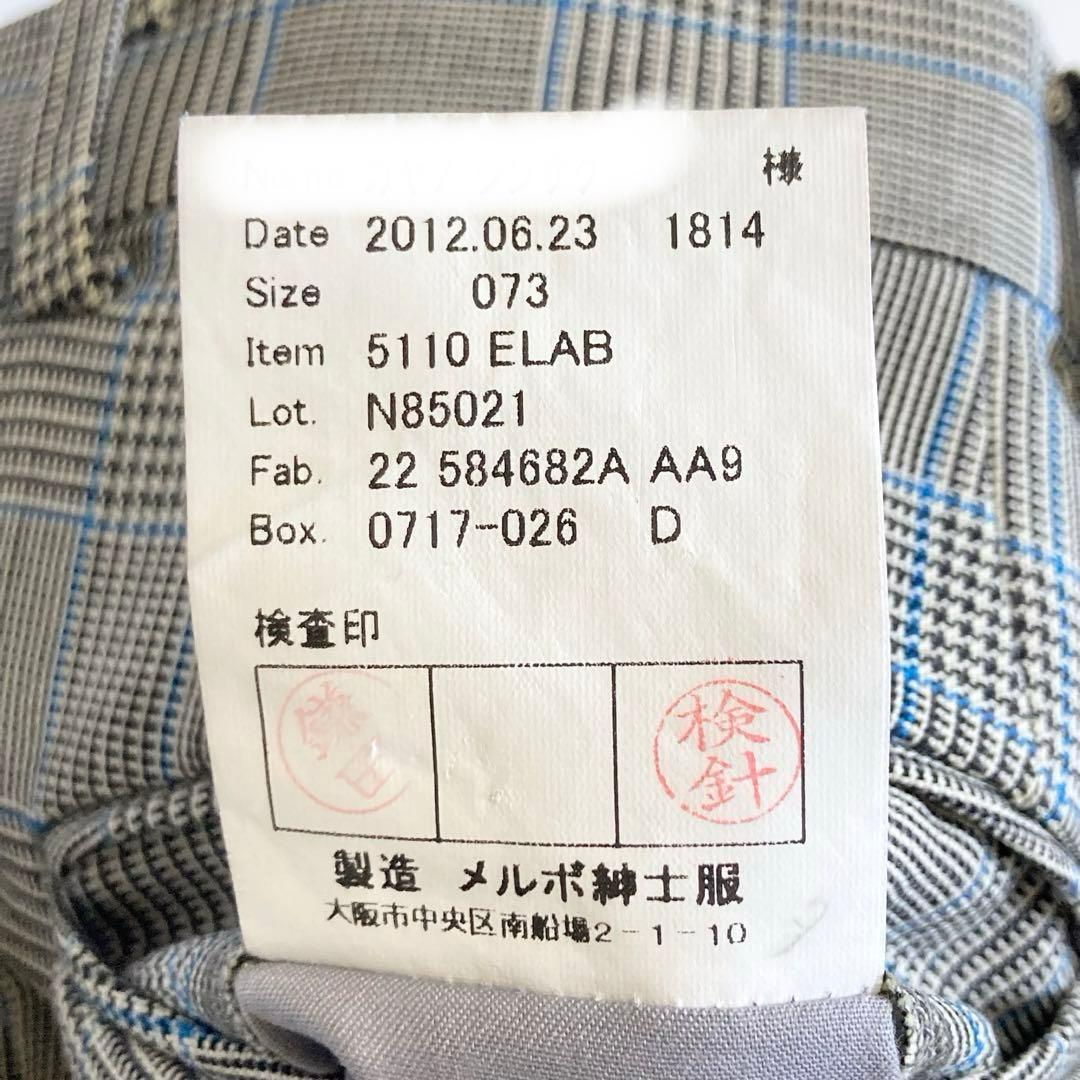 様
Date 2012.06.23 1814
Size 073
Item 5110 ELAB
Lot. N85021
Fab. 22 584682A AA9
Box. 0717-026 D
検査印
検針
製造 メルボ紳士服
大阪市中央区南船場2-1-10